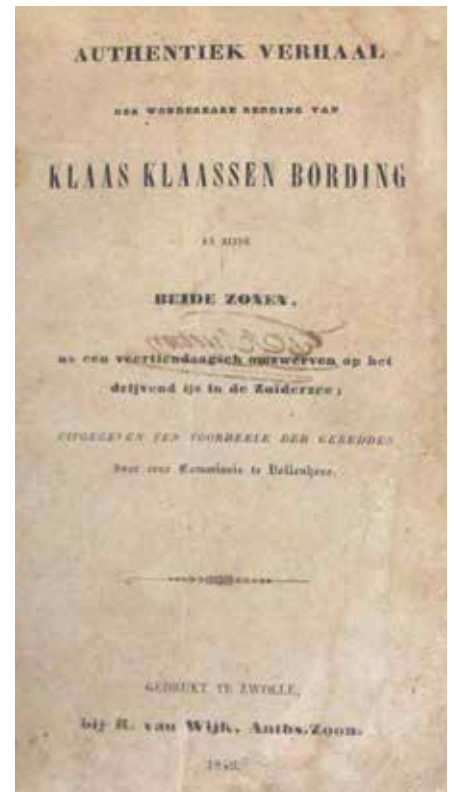 AUTHENTIEK VERHAAL
DER WONDERBARE REDDING VAN
KLAAS KLAASSEN BORDING
EN ZIJNE
BEIDE ZONEN,
na een veertiendaagsch omzwerven op het
drijvend ijs in de Zuiderzee;
UITGEGEVEN TEN VOORDEELE DER GEREDDEN
door eene Commissie te Vollenhove.
GEDRUKT TE ZWOLLE,
bij R. van Wijk, Anths.Zoon.